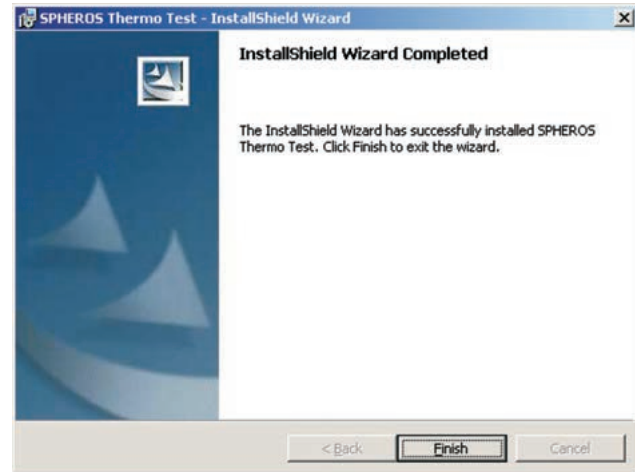 SPHEROS Thermo Test - InstallShield Wizard
InstallShield Wizard Completed
The InstallShield Wizard has successfully installed SPHEROS
Thermo Test. Click Finish to exit the wizard.
< Back Finish Cancel